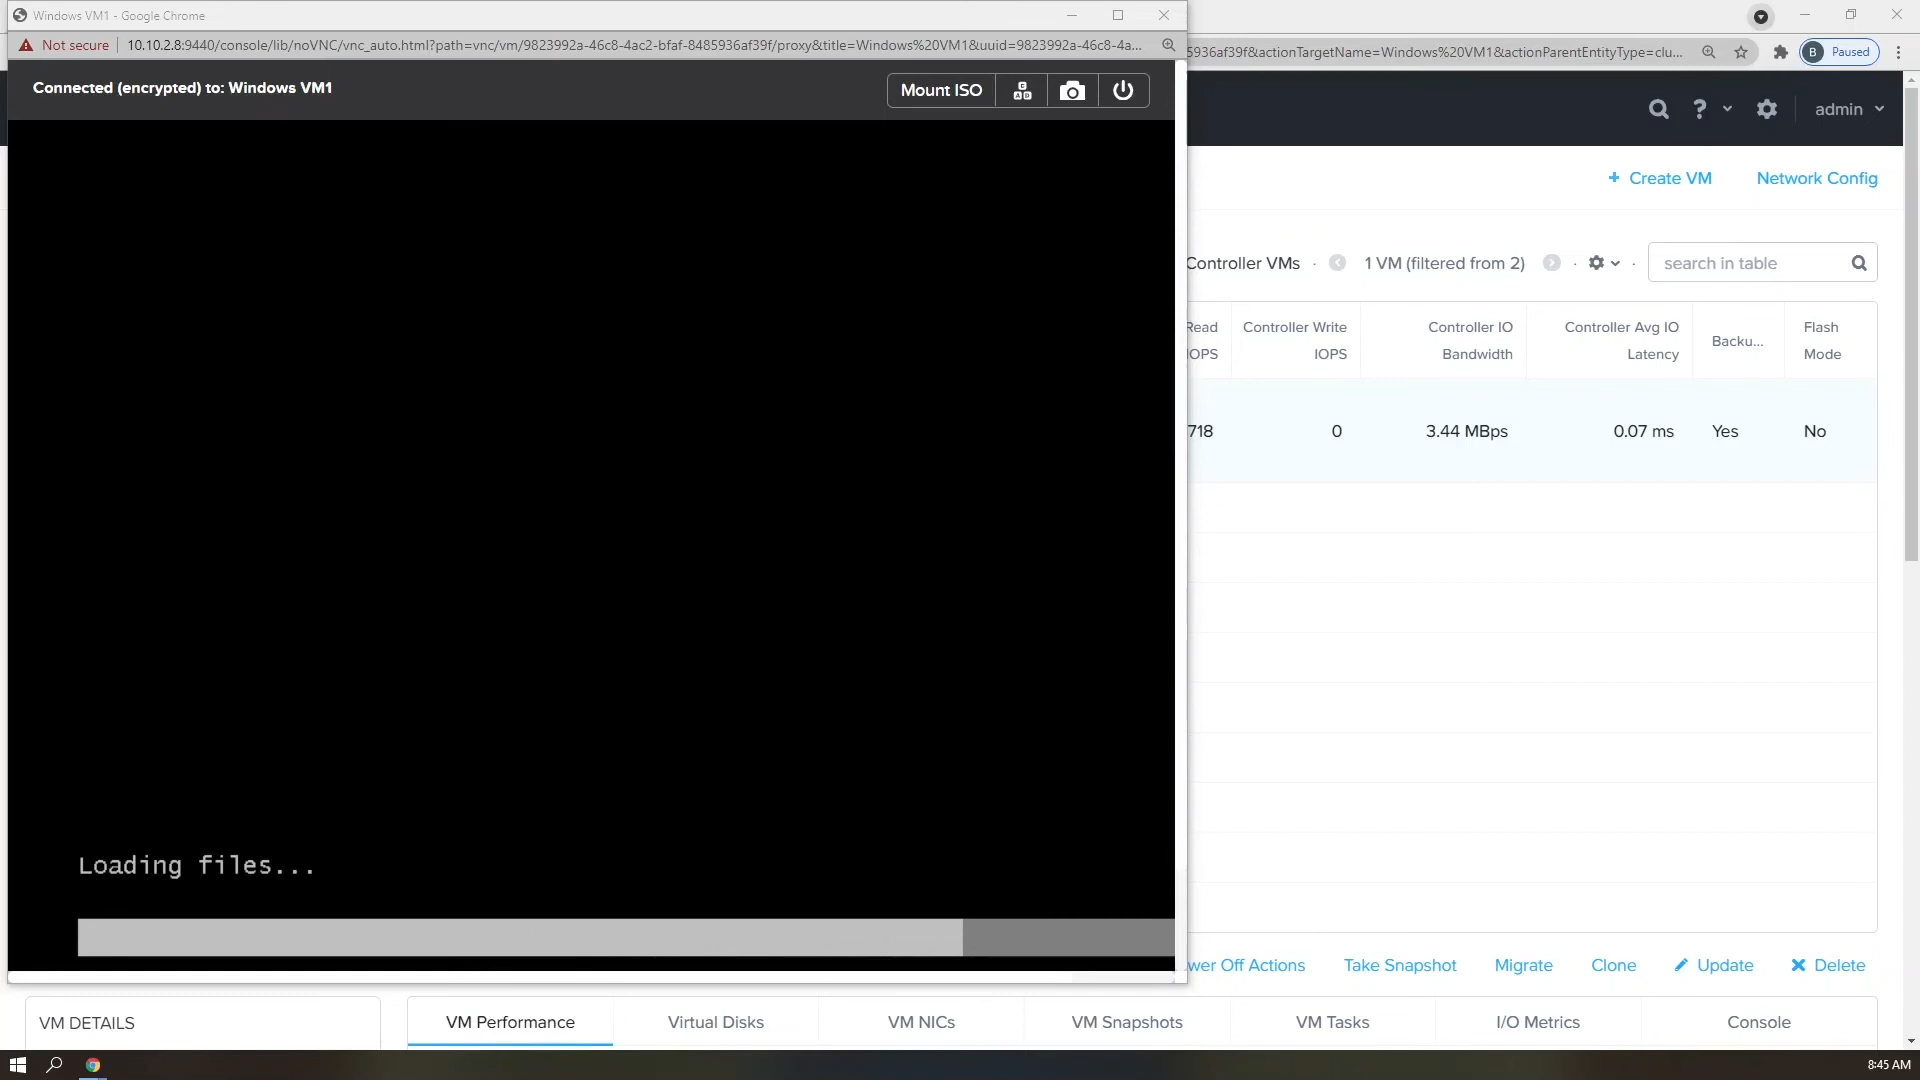 Windows VM1 - Google Chrome
Not secure
10.10.2.8:9440/console/lib/noVNC/vnc_auto.html?path=vnc/vm/9823992a-46c8-4ac2-bfaf-8485936af39f/proxy&title=Windows%20VM1&uuid=9823992a-46c8-4a...
5936af39f&actionTargetName=Windows%20VM1&actionParentEntityType=clu...
B Paused
Connected (encrypted) to: Windows VM1
Mount ISO
C
A D
? admin
+ Create VM Network Config
Controller VMs · 1 VM (filtered from 2) · · search in table
Read
IOPS
Controller Write
IOPS
Controller IO
Bandwidth
Controller Avg IO
Latency
Backu...
Flash
Mode
718 0 3.44 MBps 0.07 ms Yes No
Loading files...
wer Off Actions Take Snapshot Migrate Clone Update Delete
VM DETAILS
VM Performance Virtual Disks VM NICs VM Snapshots VM Tasks I/O Metrics Console
8:45 AM